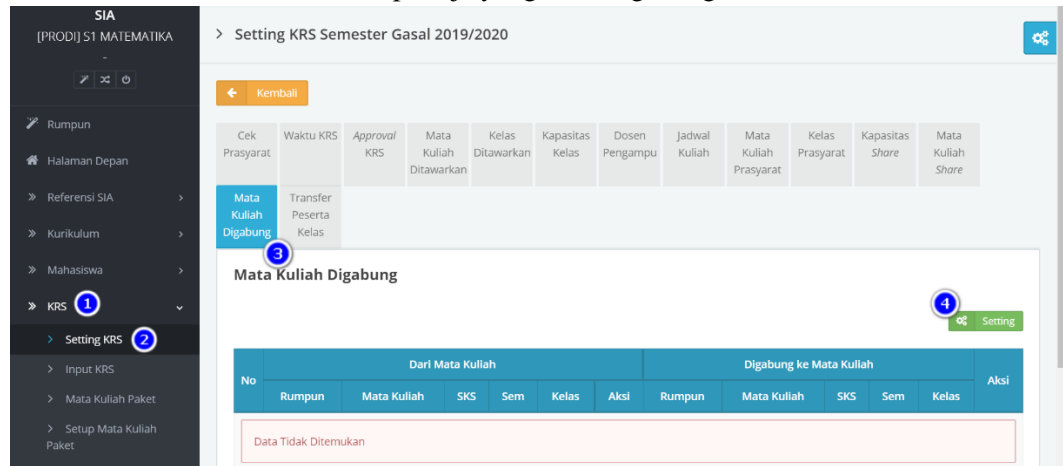 SIA
[PRODI] S1 MATEMATIKA
-
Rumpun
Halaman Depan
Referensi SIA
Kurikulum
Mahasiswa
KRS 1
Setting KRS 2
Input KRS
Mata Kuliah Paket
Setup Mata Kuliah
Paket
Setting KRS Semester Gasal 2019/2020
Kembali
Cek
Prasyarat
Waktu KRS
Approval
KRS
Mata
Kuliah
Ditawarkan
Kelas
Ditawarkan
Kapasitas
Kelas
Dosen
Pengampu
Jadwal
Kuliah
Mata
Kuliah
Prasyarat
Kelas
Prasyarat
Kapasitas
Share
Mata
Kuliah
Share
Mata
Kuliah
Digabung
3
Transfer
Peserta
Kelas
Mata Kuliah Digabung
4
Setting
No
Dari Mata Kuliah
Digabung ke Mata Kuliah
Aksi
Rumpun Mata Kuliah SKS Sem Kelas Aksi Rumpun Mata Kuliah SKS Sem Kelas
Data Tidak Ditemukan